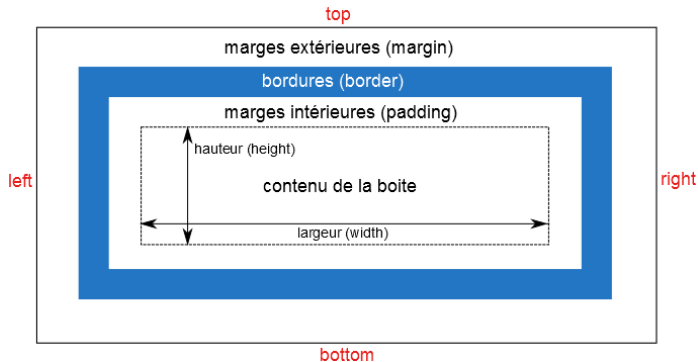 top
marges extérieures (margin)
bordures (border)
marges intérieures (padding)
hauteur (height)
left
contenu de la boite
right
largeur (width)
bottom